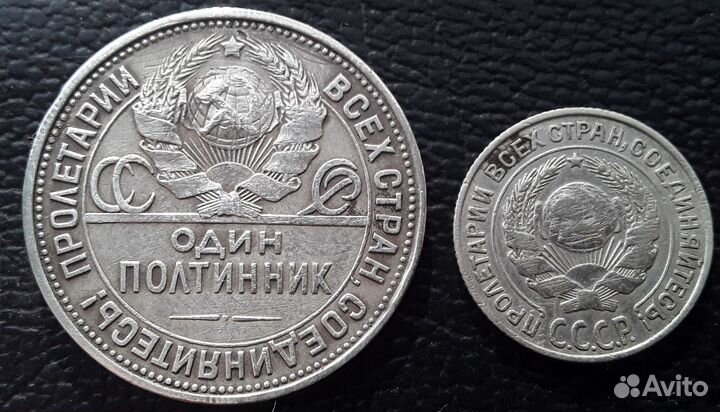 ПРОЛЕТАРИИ ВСЕХ СТРАН, СОЕДИНЯЙТЕСЬ!
СС СР
ОДИН
ПОЛТИННИК
ПРОЛЕТАРИИ ВСЕХ СТРАН, СОЕДИНЯЙТЕСЬ!
С.С.С.Р.
Avito